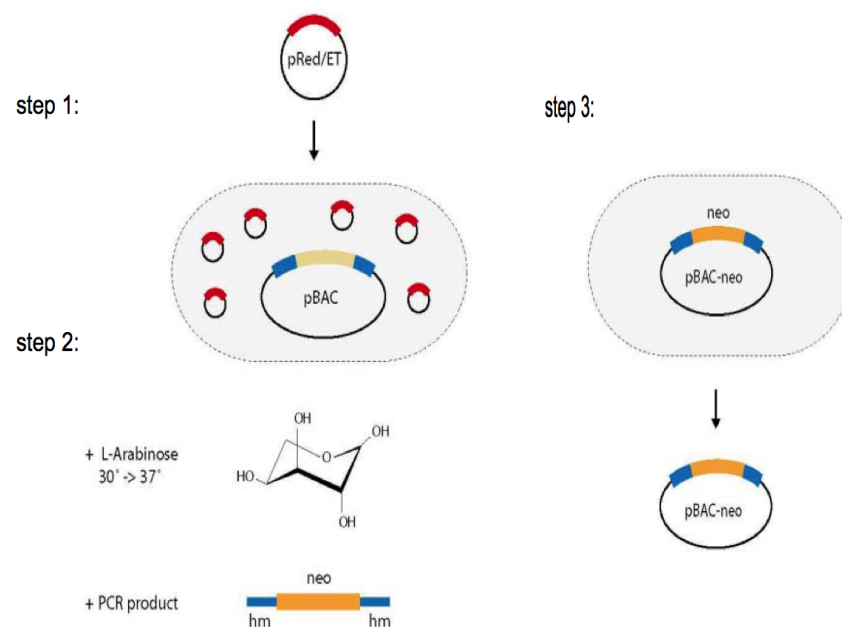 pRed/ET
step 1:
pBAC
step 2:
+ L-Arabinose
30° -> 37°
OH
OH
O
HO
OH
neo
+ PCR product
hm
hm
step 3:
neo
pBAC-neo
pBAC-neo